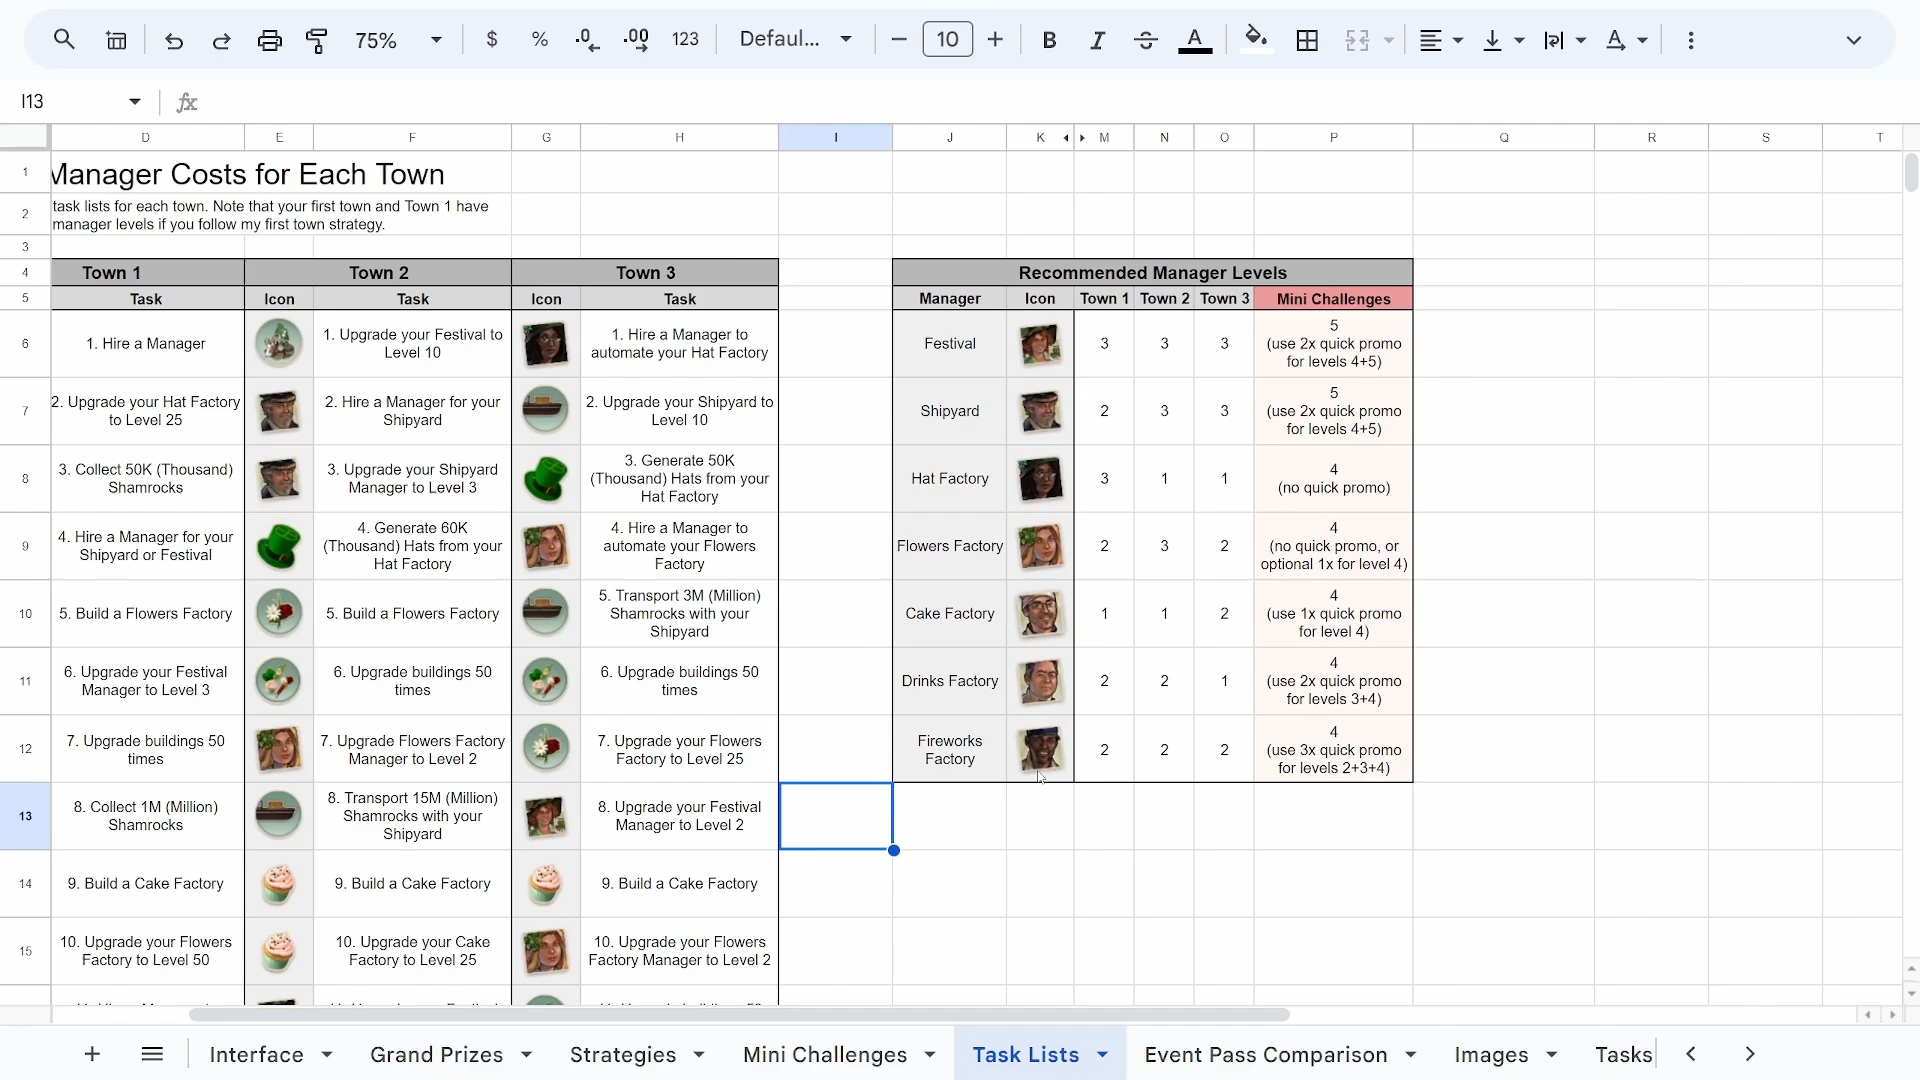 75%
$
%
.0
.00
123
Defaul...
10
B
I
A
A
I13
fx
D E F G H I J K M N O P Q R S T
1
Manager Costs for Each Town
2
task lists for each town. Note that your first town and Town 1 have
manager levels if you follow my first town strategy.
3
4
Town 1 Town 2 Town 3 Recommended Manager Levels
5
Task Icon Task Icon Task Manager Icon Town 1 Town 2 Town 3 Mini Challenges
6
1. Hire a Manager
1. Upgrade your Festival to
Level 10
1. Hire a Manager to
automate your Hat Factory
Festival
3 3 3
5
(use 2x quick promo
for levels 4+5)
7
2. Upgrade your Hat Factory
to Level 25
2. Hire a Manager for your
Shipyard
2. Upgrade your Shipyard to
Level 10
Shipyard
2 3 3
5
(use 2x quick promo
for levels 4+5)
8
3. Collect 50K (Thousand)
Shamrocks
3. Upgrade your Shipyard
Manager to Level 3
3. Generate 50K
(Thousand) Hats from your
Hat Factory
Hat Factory
3 1 1
4
(no quick promo)
9
4. Hire a Manager for your
Shipyard or Festival
4. Generate 60K
(Thousand) Hats from your
Hat Factory
4. Hire a Manager to
automate your Flowers
Factory
Flowers Factory
2 3 2
4
(no quick promo, or
optional 1x for level 4)
10
5. Build a Flowers Factory
5. Build a Flowers Factory
5. Transport 3M (Million)
Shamrocks with your
Shipyard
Cake Factory
1 1 2
4
(use 1x quick promo
for level 4)
11
6. Upgrade your Festival
Manager to Level 3
6. Upgrade buildings 50
times
6. Upgrade buildings 50
times
Drinks Factory
2 2 1
4
(use 2x quick promo
for levels 3+4)
12
7. Upgrade buildings 50
times
7. Upgrade Flowers Factory
Manager to Level 2
7. Upgrade your Flowers
Factory to Level 25
Fireworks
Factory
2 2 2
4
(use 3x quick promo
for levels 2+3+4)
13
8. Collect 1M (Million)
Shamrocks
8. Transport 15M (Million)
Shamrocks with your
Shipyard
8. Upgrade your Festival
Manager to Level 2
14
9. Build a Cake Factory
9. Build a Cake Factory
9. Build a Cake Factory
15
10. Upgrade your Flowers
Factory to Level 50
10. Upgrade your Cake
Factory to Level 25
10. Upgrade your Flowers
Factory Manager to Level 2
Interface Grand Prizes Strategies Mini Challenges Task Lists Event Pass Comparison Images Tasks